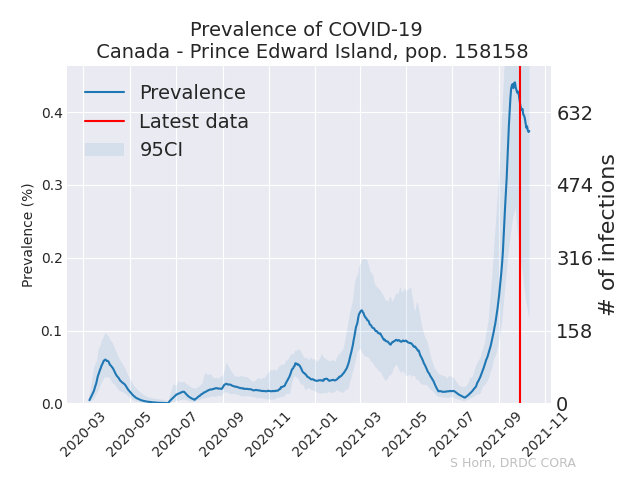 Prevalence of COVID-19
Canada - Prince Edward Island, pop. 158158
Prevalence
Latest data
95CI
Prevalence (%)
0.4
0.3
0.2
0.1
0.0
632
474
316
158
0
# of infections
2020-03
2020-05
2020-07
2020-09
2020-11
2021-01
2021-03
2021-05
2021-07
2021-09
2021-11
S Horn, DRDC CORA